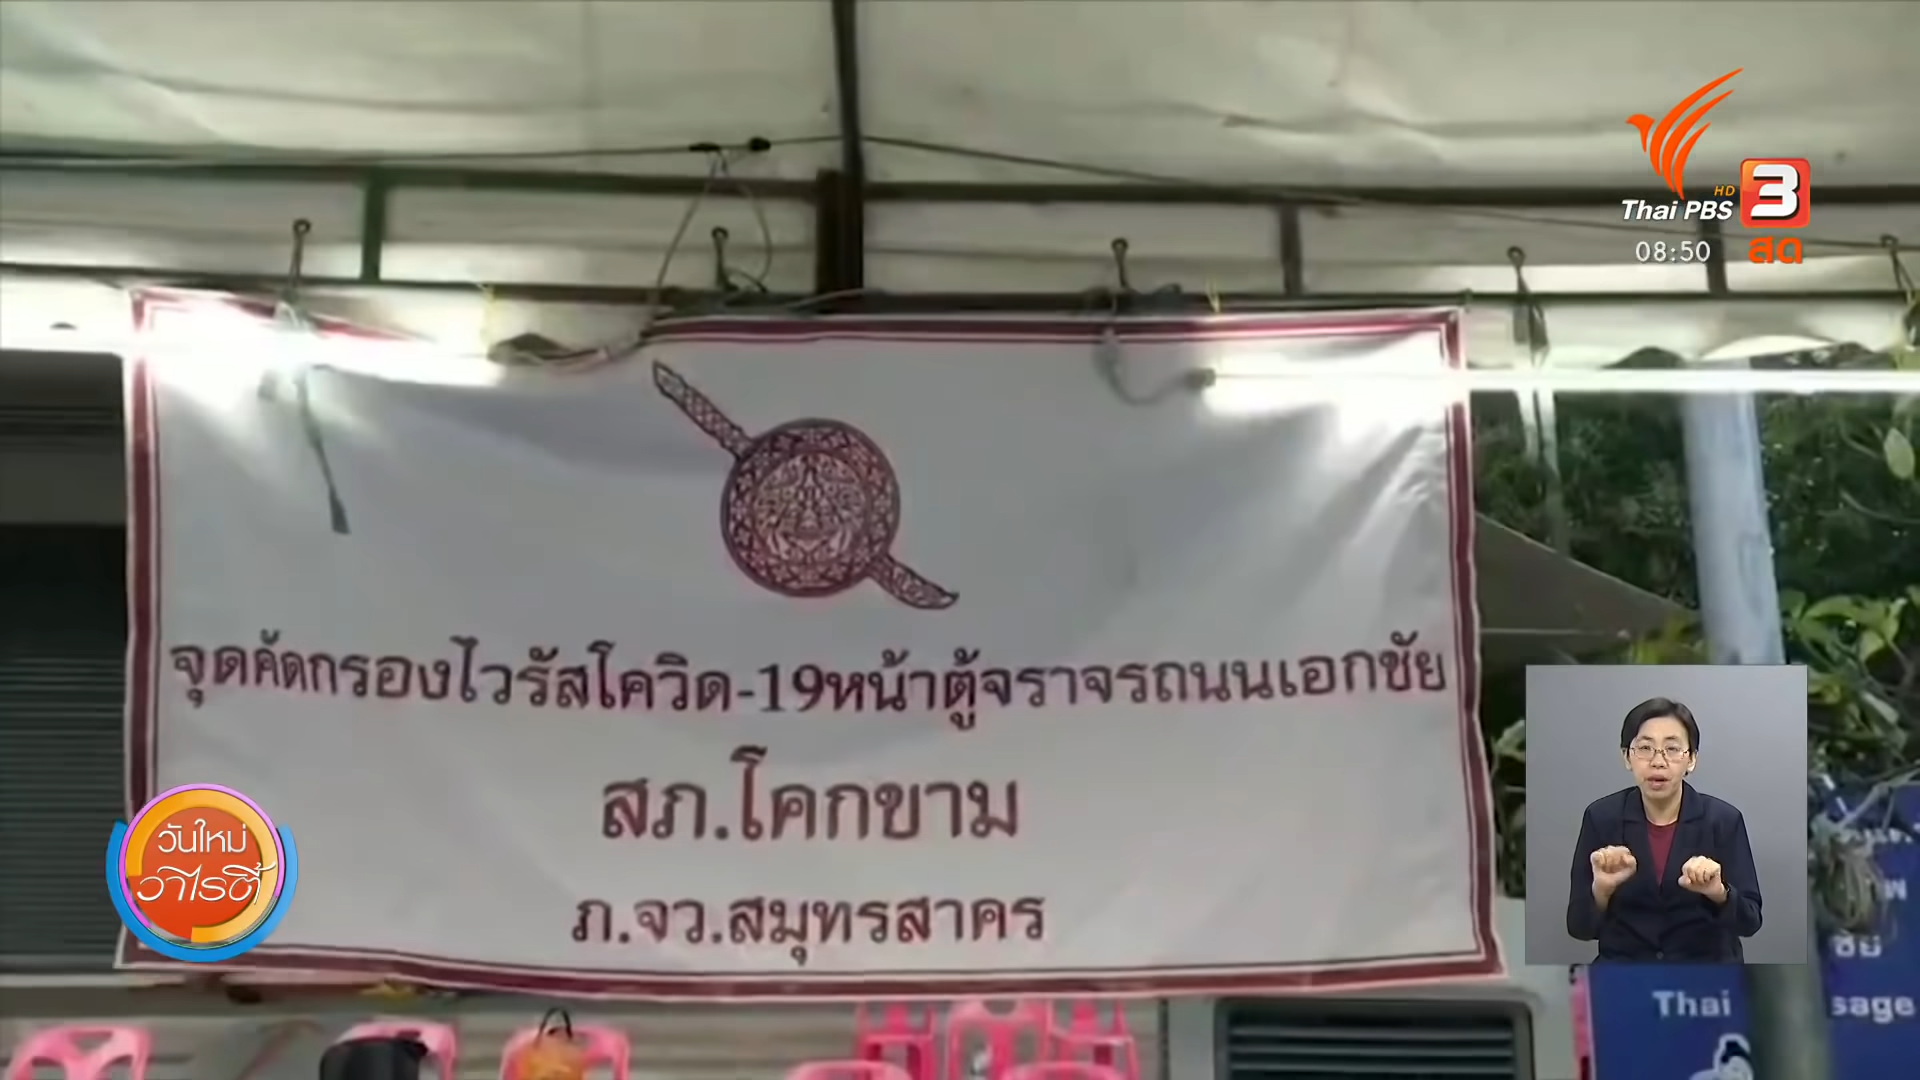 HD
Thai PBS 3
08:50 สด
จุดคัดกรองไวรัสโควิด-19หน้าตู้จราจรถนนเอกชัย
สภ.โคกขาม
ภ.จว.สมุทรสาคร
วันใหม่
วาไรตี้
Thai